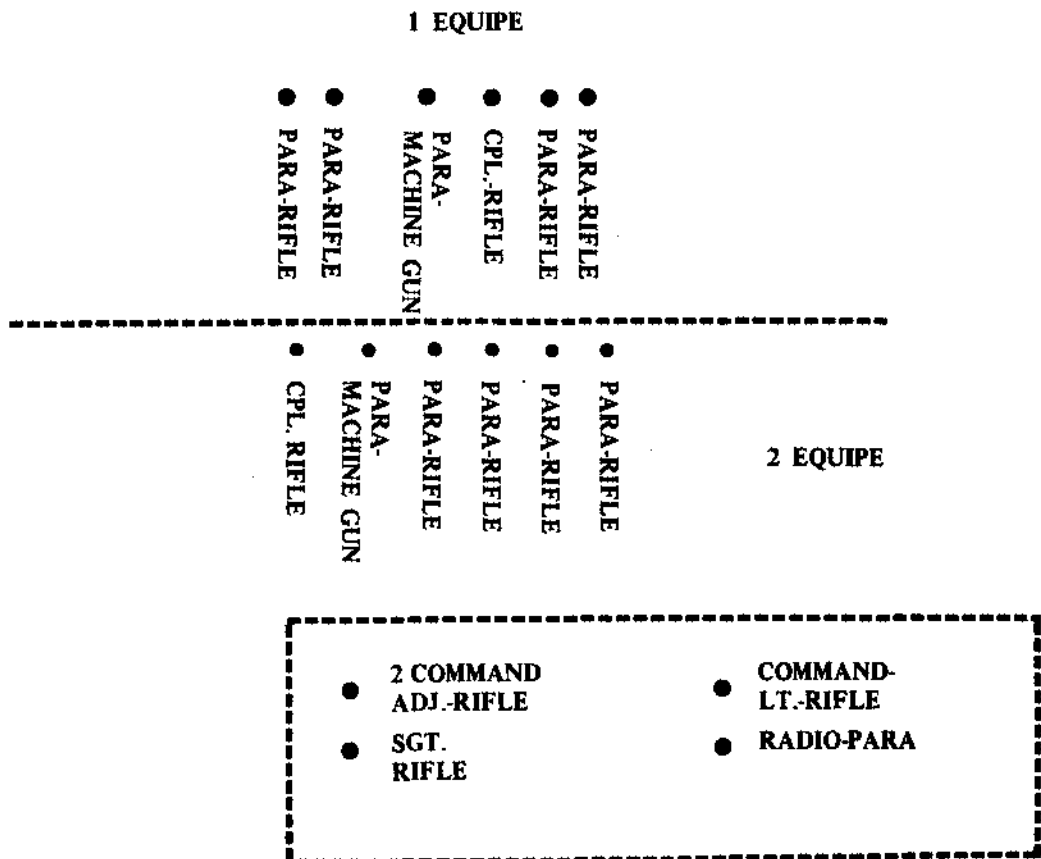 1 EQUIPE
PARA-RIFLE
PARA-RIFLE
PARA-
MACHINE GUN
CPL.-RIFLE
PARA-RIFLE
PARA-RIFLE
CPL. RIFLE
PARA-
MACHINE GUN
PARA-RIFLE
PARA-RIFLE
PARA-RIFLE
PARA-RIFLE
2 EQUIPE
2 COMMAND
ADJ.-RIFLE
COMMAND-
LT.-RIFLE
SGT.
RIFLE
RADIO-PARA